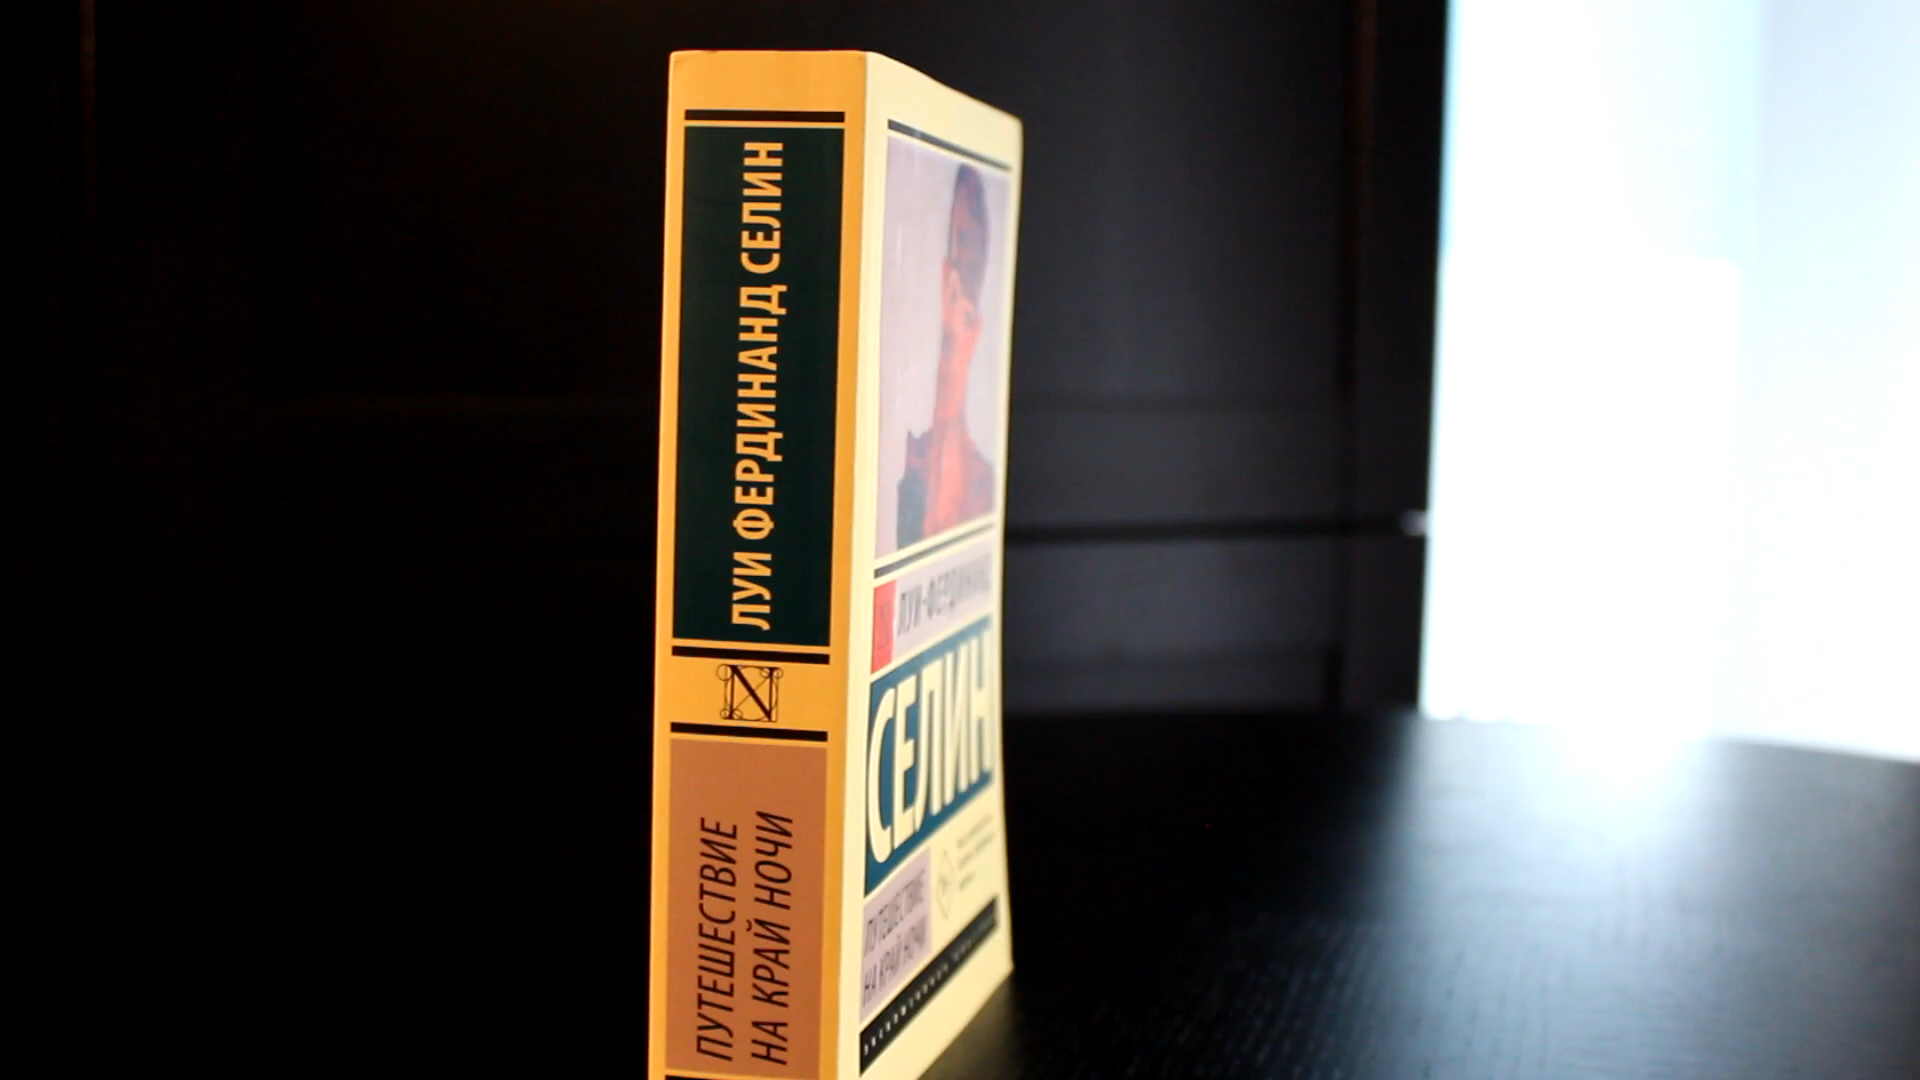 ЛУИ ФЕРДИНАНД СЕЛИН
N
ПУТЕШЕСТВИЕ
НА КРАЙ НОЧИ
ЛУИ-ФЕРДИНАНД
СЕЛИН
ПУТЕШЕСТВИЕ
НА КРАЙ НОЧИ